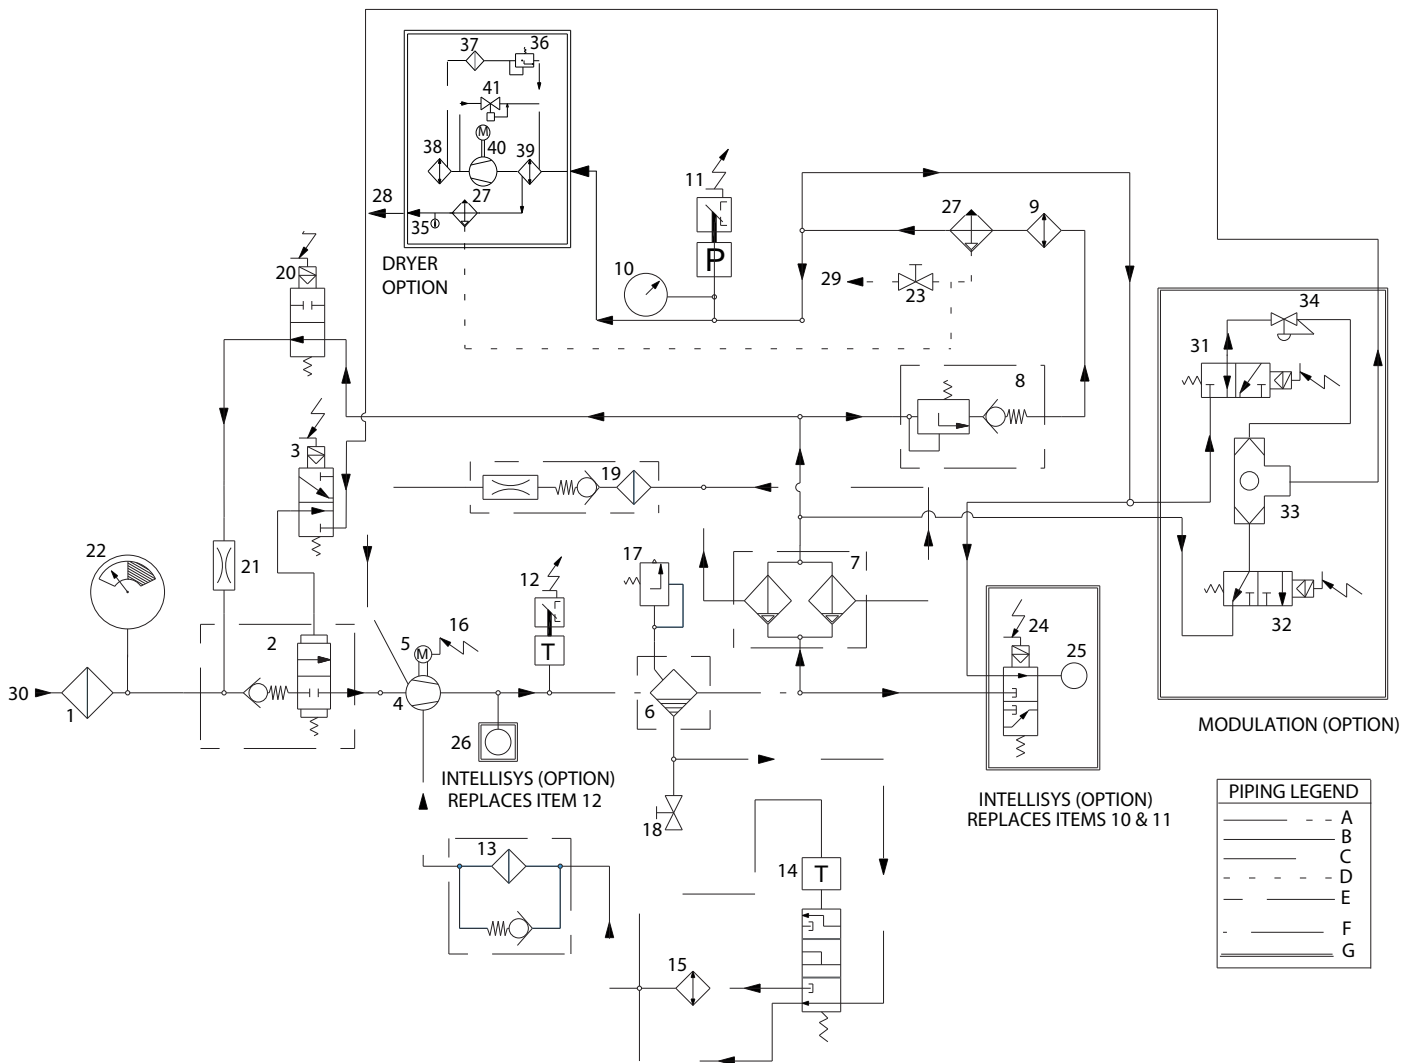 37
36
41
M
38
40
39
27
28
35
DRYER
OPTION
11
P
10
27
9
29
23
20
34
31
8
3
19
33
22
21
17
7
12
T
32
2
5
M
16
24
25
30
1
4
6
26
INTELLISYS (OPTION)
REPLACES ITEM 12
MODULATION (OPTION)
INTELLISYS (OPTION)
REPLACES ITEMS 10 & 11
18
13
14
T
15
PIPING LEGEND
A
B
C
D
E
F
G